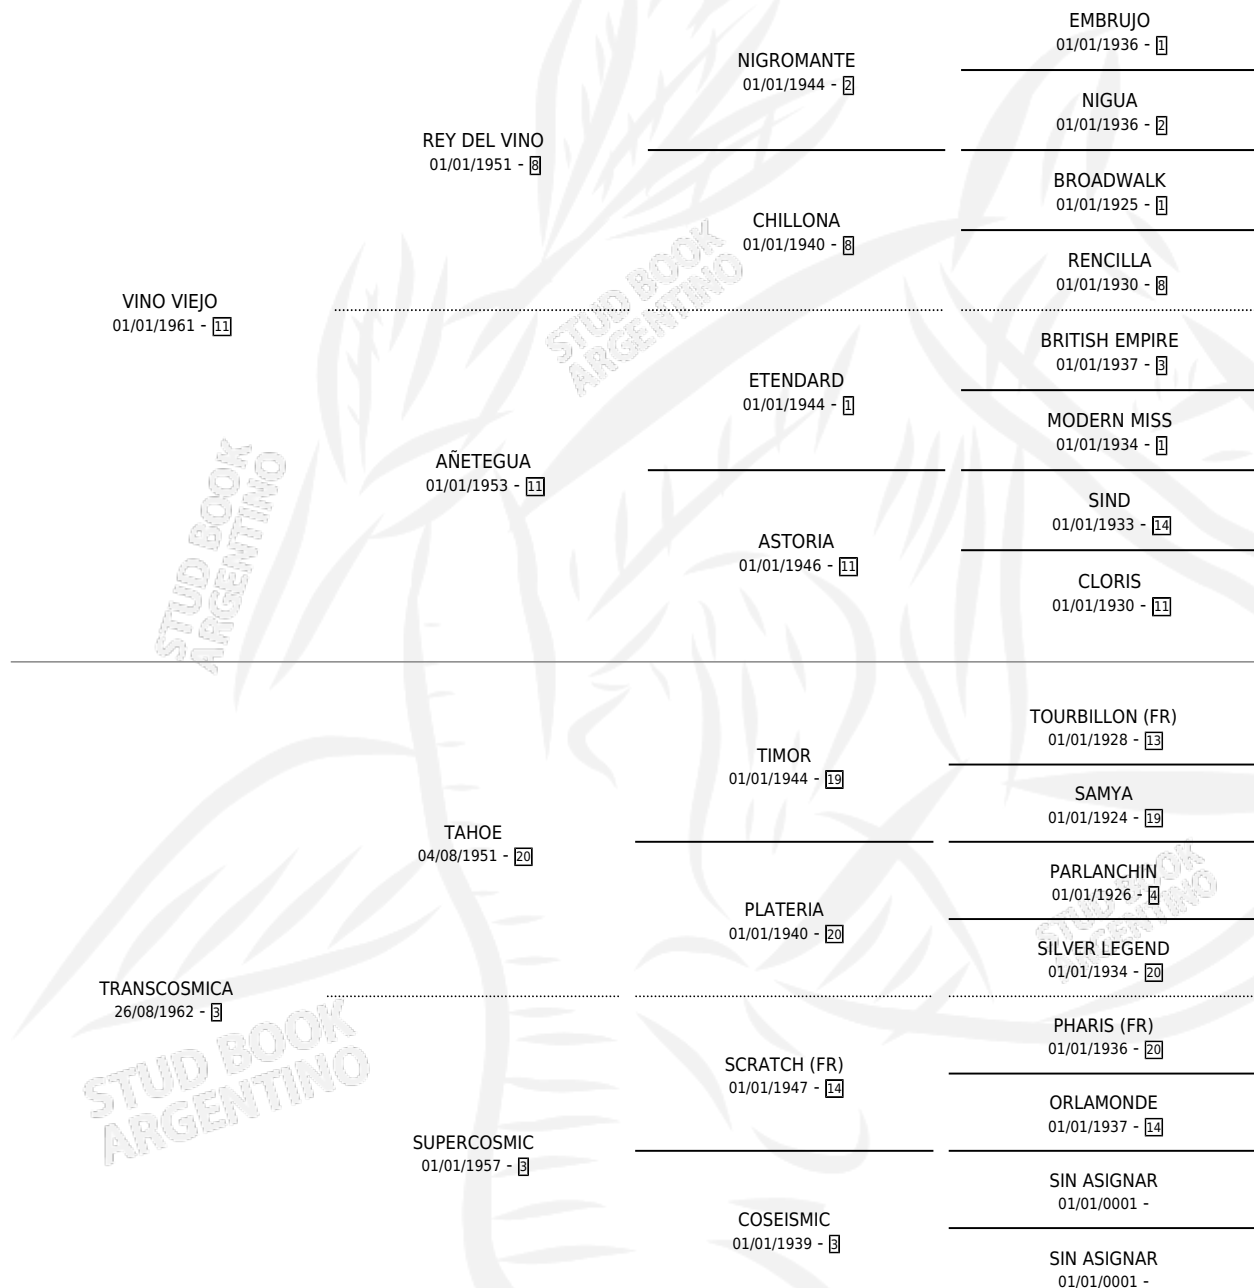 EMBRUJO
01/01/1936 - 1
NIGROMANTE
01/01/1944 - 2
NIGUA
01/01/1936 - 2
REY DEL VINO
01/01/1951 - 8
BROADWALK
01/01/1925 - 1
CHILLONA
01/01/1940 - 8
RENCILLA
01/01/1930 - 8
VINO VIEJO
01/01/1961 - 11
STUD BOOK
ARGENTINO
BRITISH EMPIRE
01/01/1937 - 3
ETENDARD
01/01/1944 - 1
MODERN MISS
01/01/1934 - 1
AÑETEGUA
01/01/1953 - 11
SIND
01/01/1933 - 14
ASTORIA
01/01/1946 - 11
CLORIS
01/01/1930 - 11
STUD BOOK
ARGENTINO
TOURBILLON (FR)
01/01/1928 - 13
TIMOR
01/01/1944 - 19
SAMYA
01/01/1924 - 19
TAHOE
04/08/1951 - 20
PARLANCHIN
01/01/1926 - 4
PLATERIA
01/01/1940 - 20
SILVER LEGEND
01/01/1934 - 20
STUD BOOK
ARGENTINO
TRANSCOSMICA
26/08/1962 - 3
PHARIS (FR)
01/01/1936 - 20
SCRATCH (FR)
01/01/1947 - 14
ORLAMONDE
01/01/1937 - 14
STUD BOOK
ARGENTINO
SUPERCOSMIC
01/01/1957 - 3
SIN ASIGNAR
01/01/0001 -
COSEISMIC
01/01/1939 - 3
SIN ASIGNAR
01/01/0001 -